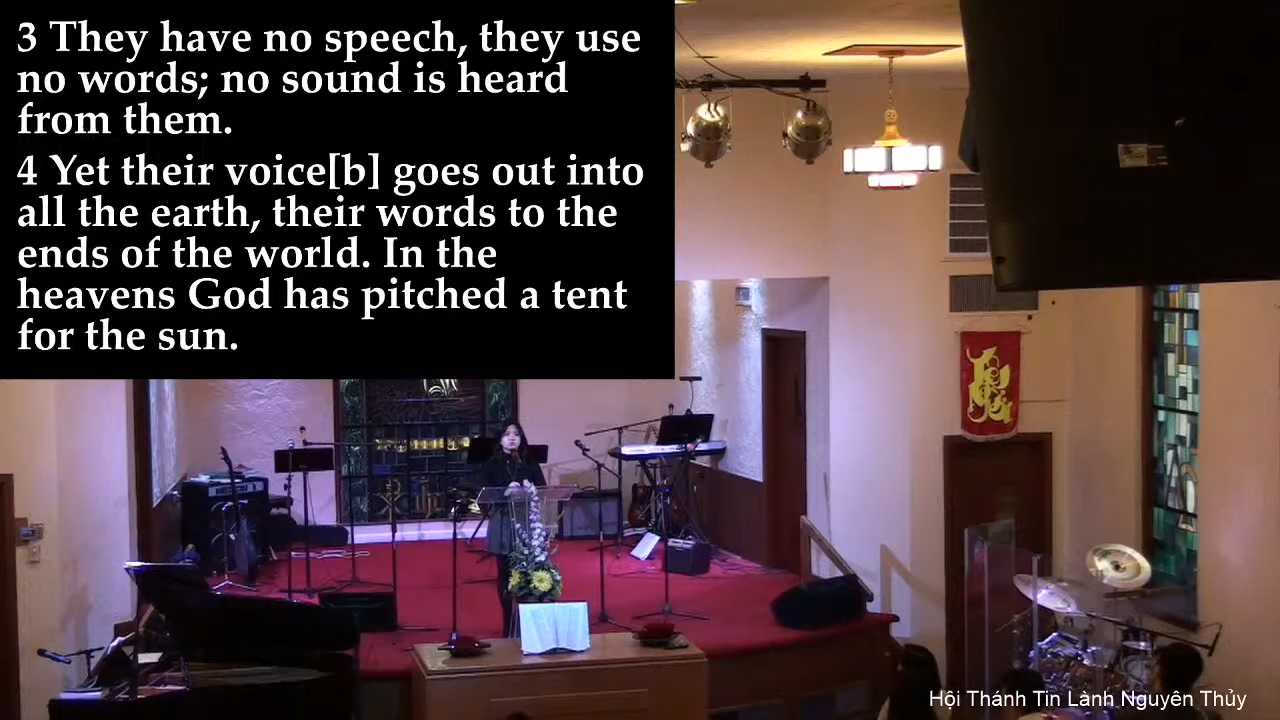 3 They have no speech, they use
no words; no sound is heard
from them.
4 Yet their voice[b] goes out into
all the earth, their words to the
ends of the world. In the
heavens God has pitched a tent
for the sun.
Hội Thánh Tin Lành Nguyên Thủy